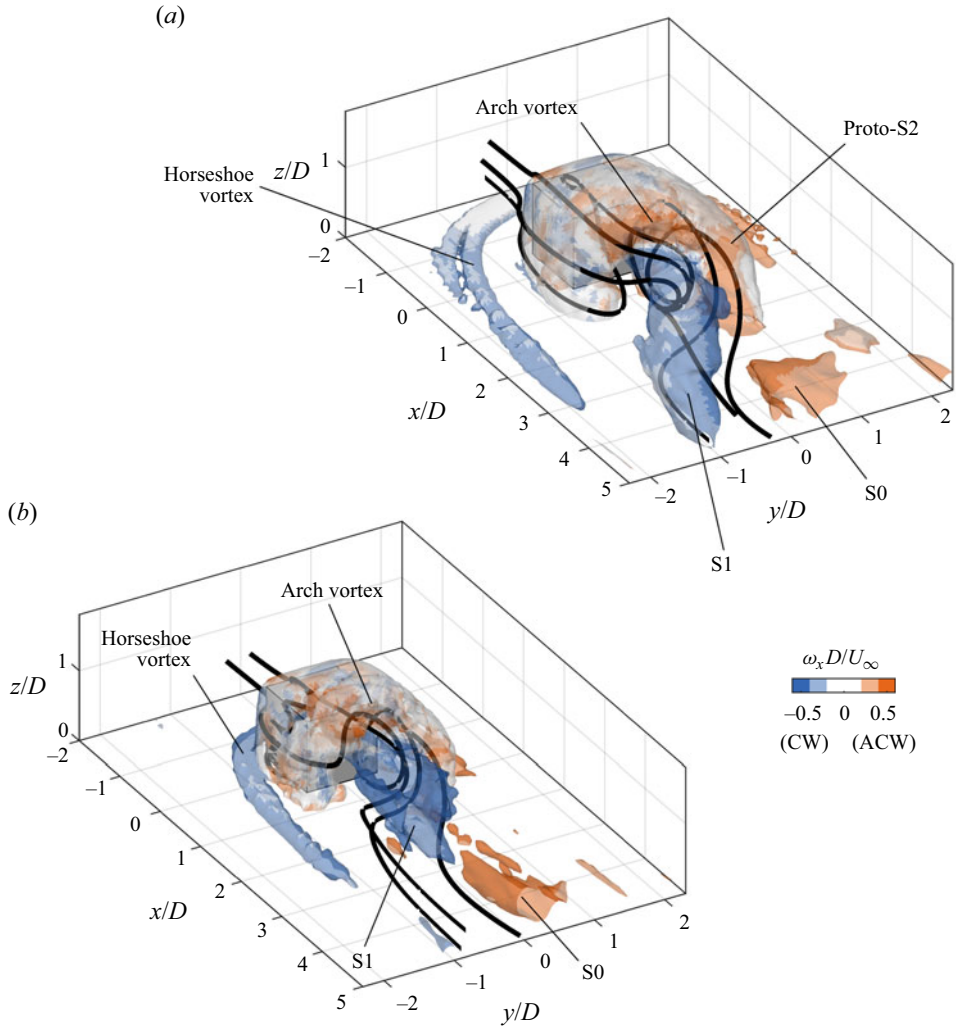 (a)
Arch vortex
Proto-S2
Horseshoe
vortex
z/D
1
0
–2
–1
0
1
2
3
4
5
x/D
–2
–1
0
1
2
y/D
S0
S1
(b)
Arch vortex
Horseshoe
vortex
z/D
1
0
–2
–1
0
1
2
3
4
5
x/D
–2
–1
0
1
2
y/D
S1
S0
ωₓD/U∞
–0.5 0 0.5
(CW) (ACW)